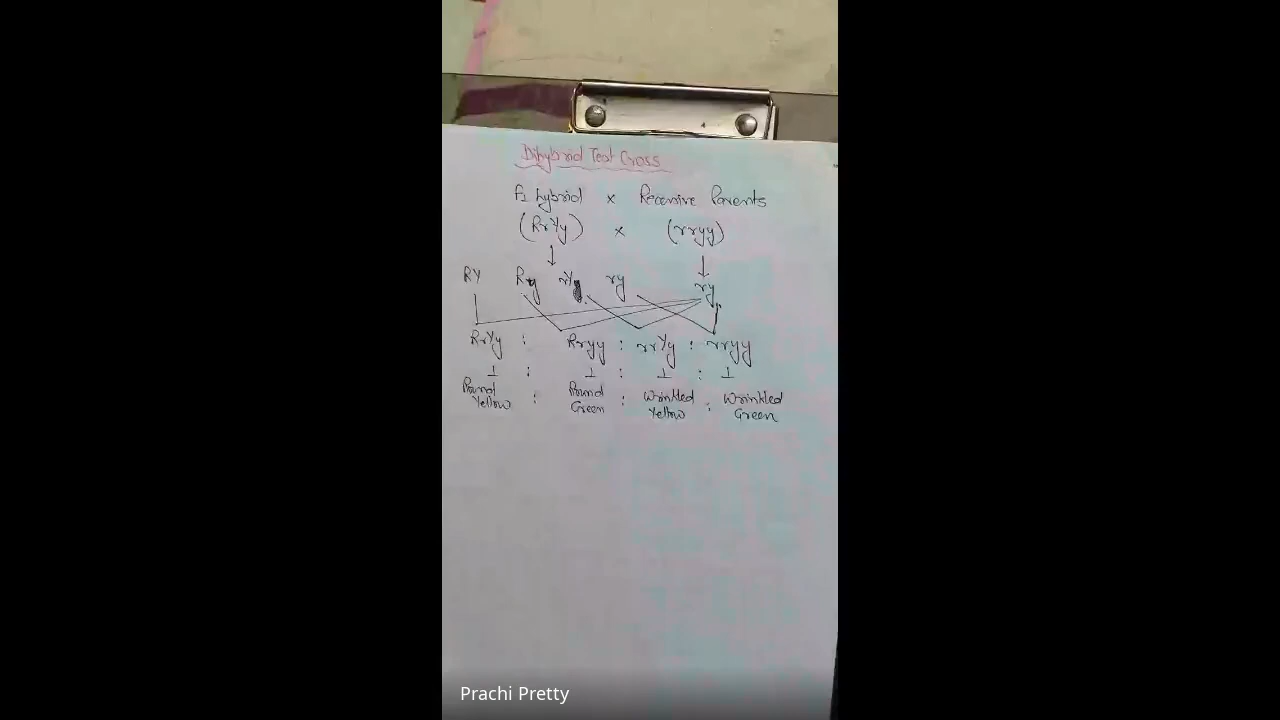 Dihybrid Test Cross
F1 hybrid x Recessive Parents
(RrYy) x (rryy)
↓ ↓
RY Ry rY ry ry
RrYy : Rryy : rrYy : rryy
1 : 1 : 1 : 1
Round Yellow : Round Green : Wrinkled Yellow : Wrinkled Green
Prachi Pretty